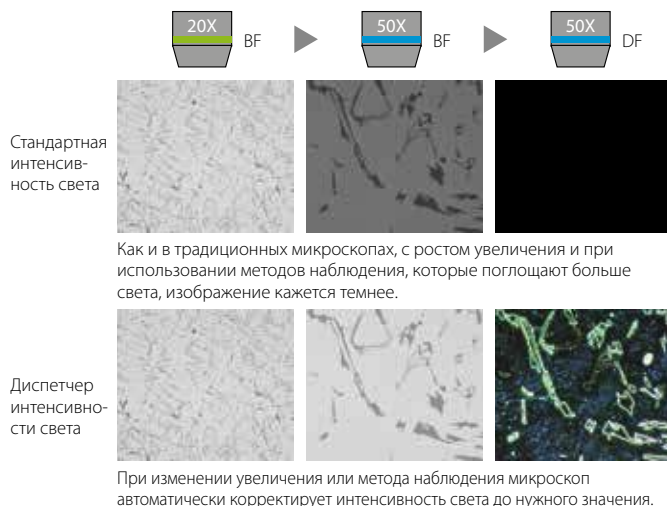 20X BF 50X BF 50X DF
Стандартная
интенсив-
ность света
Как и в традиционных микроскопах, с ростом увеличения и при
использовании методов наблюдения, которые поглощают больше
света, изображение кажется темнее.
Диспетчер
интенсивно-
сти света
При изменении увеличения или метода наблюдения микроскоп
автоматически корректирует интенсивность света до нужного значения.